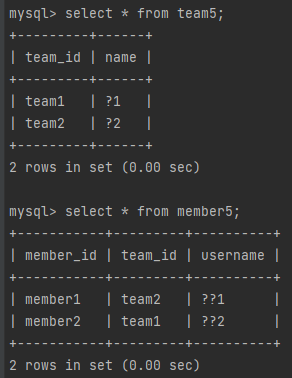 mysql> select * from team5;
+---------+------+
| team_id | name |
+---------+------+
| team1   | ?1   |
| team2   | ?2   |
+---------+------+
2 rows in set (0.00 sec)
mysql> select * from member5;
+-----------+---------+----------+
| member_id | team_id | username |
+-----------+---------+----------+
| member1   | team2   | ??1      |
| member2   | team1   | ??2      |
+-----------+---------+----------+
2 rows in set (0.00 sec)